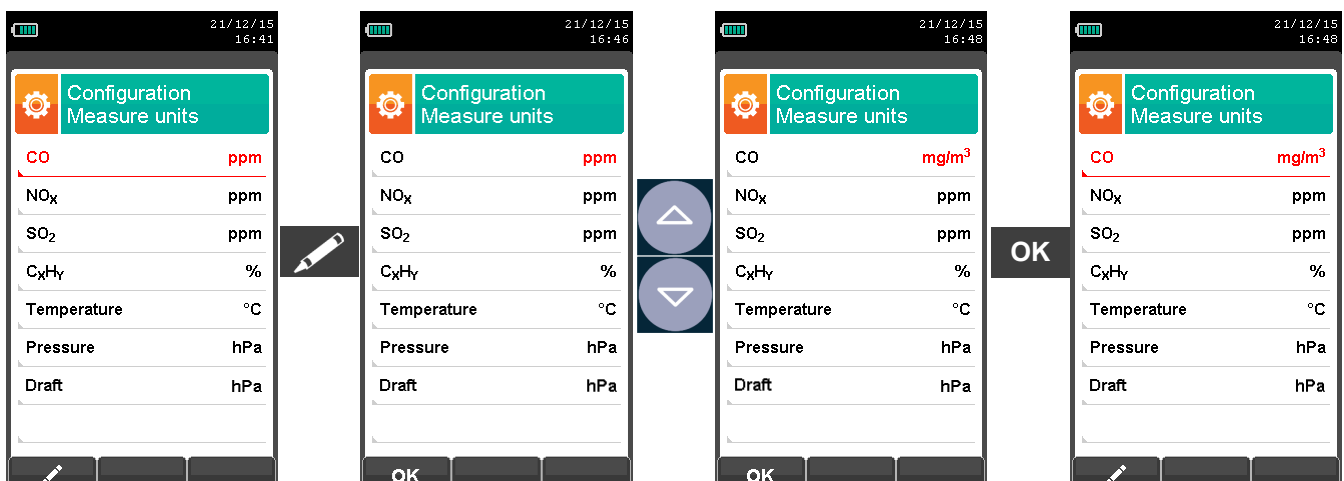 21/12/15
16:41
Configuration
Measure units
CO ppm
NOX ppm
SO2 ppm
CXHY %
Temperature °C
Pressure hPa
Draft hPa
21/12/15
16:46
Configuration
Measure units
CO ppm
NOX ppm
SO2 ppm
CXHY %
Temperature °C
Pressure hPa
Draft hPa
OK
21/12/15
16:48
Configuration
Measure units
CO mg/m³
NOX ppm
SO2 ppm
CXHY %
Temperature °C
Pressure hPa
Draft hPa
OK
OK
21/12/15
16:48
Configuration
Measure units
CO mg/m³
NOX ppm
SO2 ppm
CXHY %
Temperature °C
Pressure hPa
Draft hPa